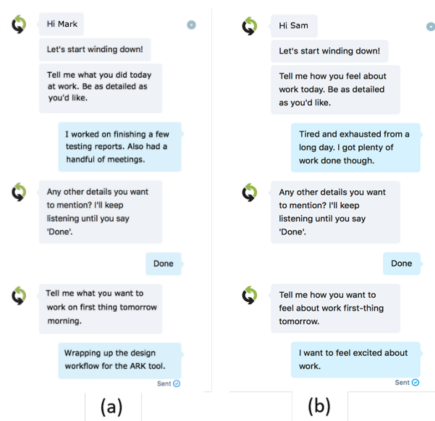 Hi Mark
Let's start winding down!
Tell me what you did today
at work. Be as detailed as
you'd like.
I worked on finishing a few
testing reports. Also had a
handful of meetings.
Any other details you want
to mention? I'll keep
listening until you say
'Done'.
Done
Tell me what you want to
work on first thing tomorrow
morning.
Wrapping up the design
workflow for the ARK tool.
Sent
(a)
Hi Sam
Let's start winding down!
Tell me how you feel about
work today. Be as detailed
as you'd like.
Tired and exhausted from a
long day. I got plenty of
work done though.
Any other details you want
to mention? I'll keep
listening until you say
'Done'.
Done
Tell me how you want to
feel about work first-thing
tomorrow.
I want to feel excited about
work.
Sent
(b)